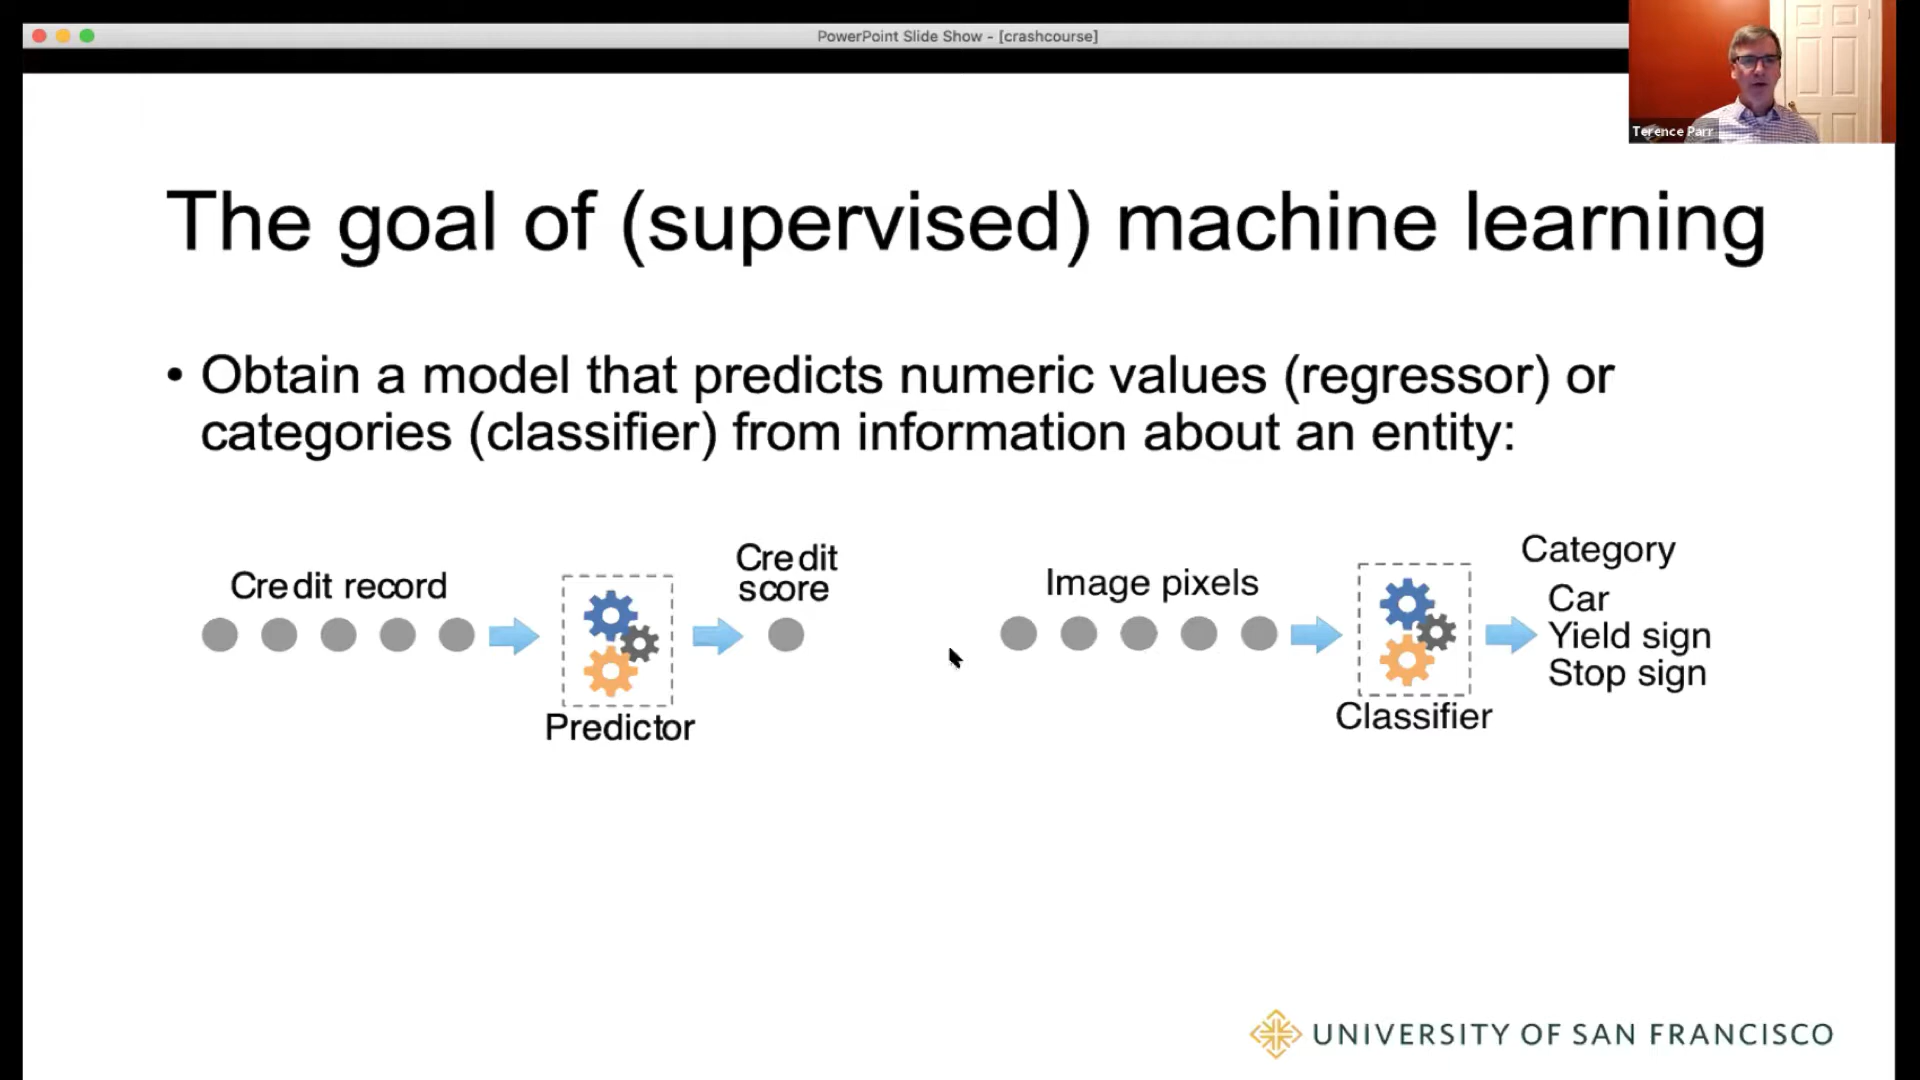 PowerPoint Slide Show - [crashcourse]
Terence Parr
The goal of (supervised) machine learning
• Obtain a model that predicts numeric values (regressor) or
categories (classifier) from information about an entity:
Credit record
Credit
score
Predictor
Image pixels
Category
Car
Yield sign
Stop sign
Classifier
UNIVERSITY OF SAN FRANCISCO